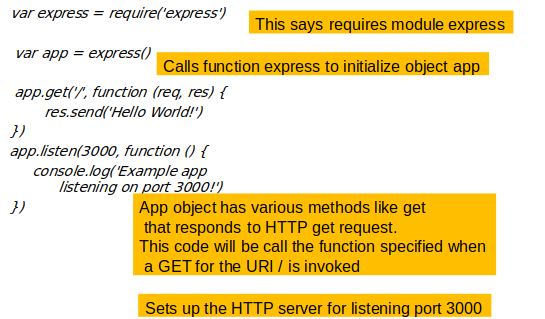 var express = require('express')
This says requires module express
var app = express()
Calls function express to initialize object app
app.get('/', function (req, res) {
res.send('Hello World!')
})
app.listen(3000, function () {
console.log('Example app
listening on port 3000!')
})
App object has various methods like get
that responds to HTTP get request.
This code will be call the function specified when
a GET for the URI / is invoked
Sets up the HTTP server for listening port 3000